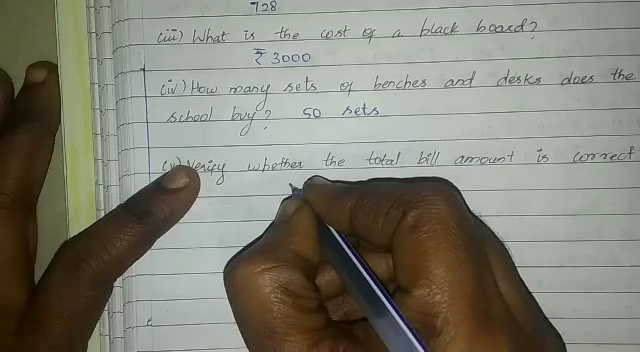 728
(iii) What is the cost of a black board?
₹ 3000
(iv) How many sets of benches and desks does the
school buy? 50 sets
(v) Verify whether the total bill amount is correct